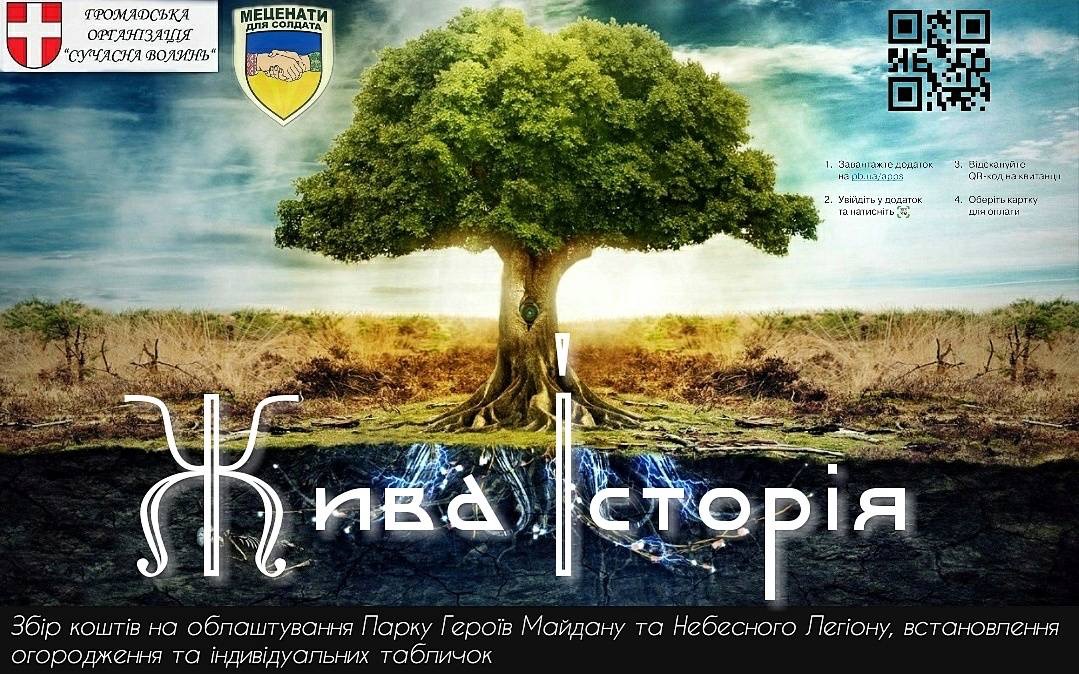 ГРОМАДСЬКА
ОРГАНІЗАЦІЯ
"СУЧАСНА ВОЛИНЬ"
МЕЦЕНАТИ
ДЛЯ СОЛДАТА
1. Завантажте додаток
на pb.ua/apps
2. Увійдіть у додаток
та натисніть
3. Відскануйте
QR-код на квитанції
4. Оберіть картку
для оплати
Жива Історія
Збір коштів на облаштування Парку Героїв Майдану та Небесного Легіону, встановлення
огородження та індивідуальних табличок